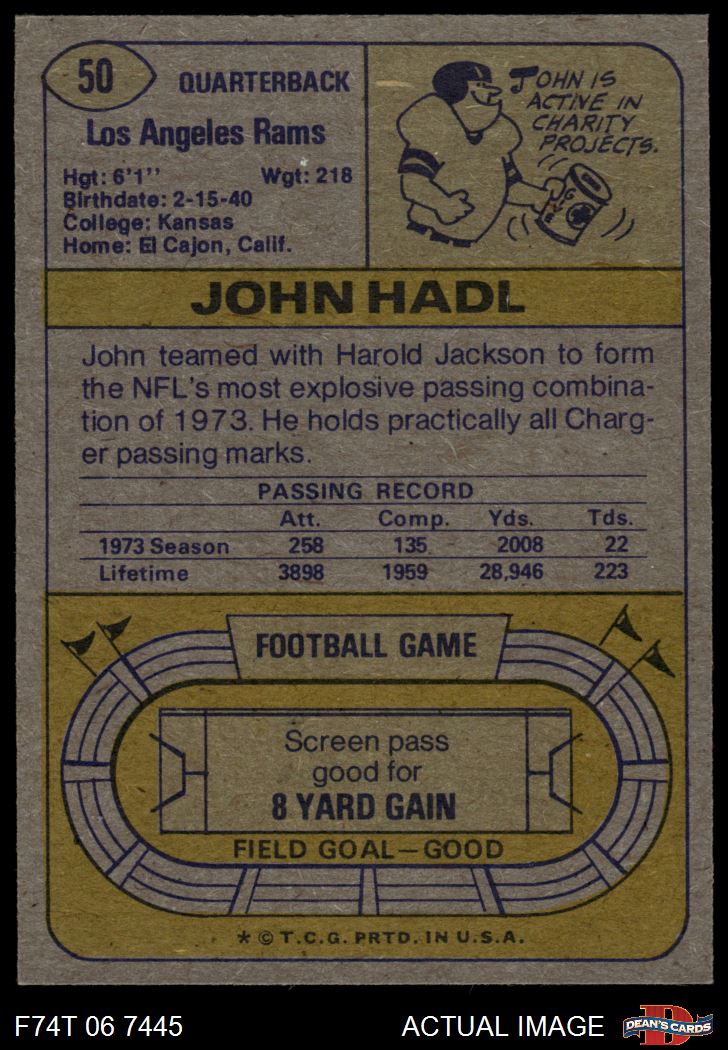 50
QUARTERBACK
Los Angeles Rams
Hgt: 6'1'' Wgt: 218
Birthdate: 2-15-40
College: Kansas
Home: El Cajon, Calif.
JOHN IS
ACTIVE IN
CHARITY
PROJECTS.
JOHN HADL
John teamed with Harold Jackson to form
the NFL's most explosive passing combina-
tion of 1973. He holds practically all Charg-
er passing marks.
PASSING RECORD
Att. Comp. Yds. Tds.
1973 Season 258 135 2008 22
Lifetime 3898 1959 28,946 223
FOOTBALL GAME
Screen pass
good for
8 YARD GAIN
FIELD GOAL—GOOD
* © T.C.G. PRTD. IN U.S.A.
F74T 06 7445 ACTUAL IMAGE
D
DEAN'S CARDS